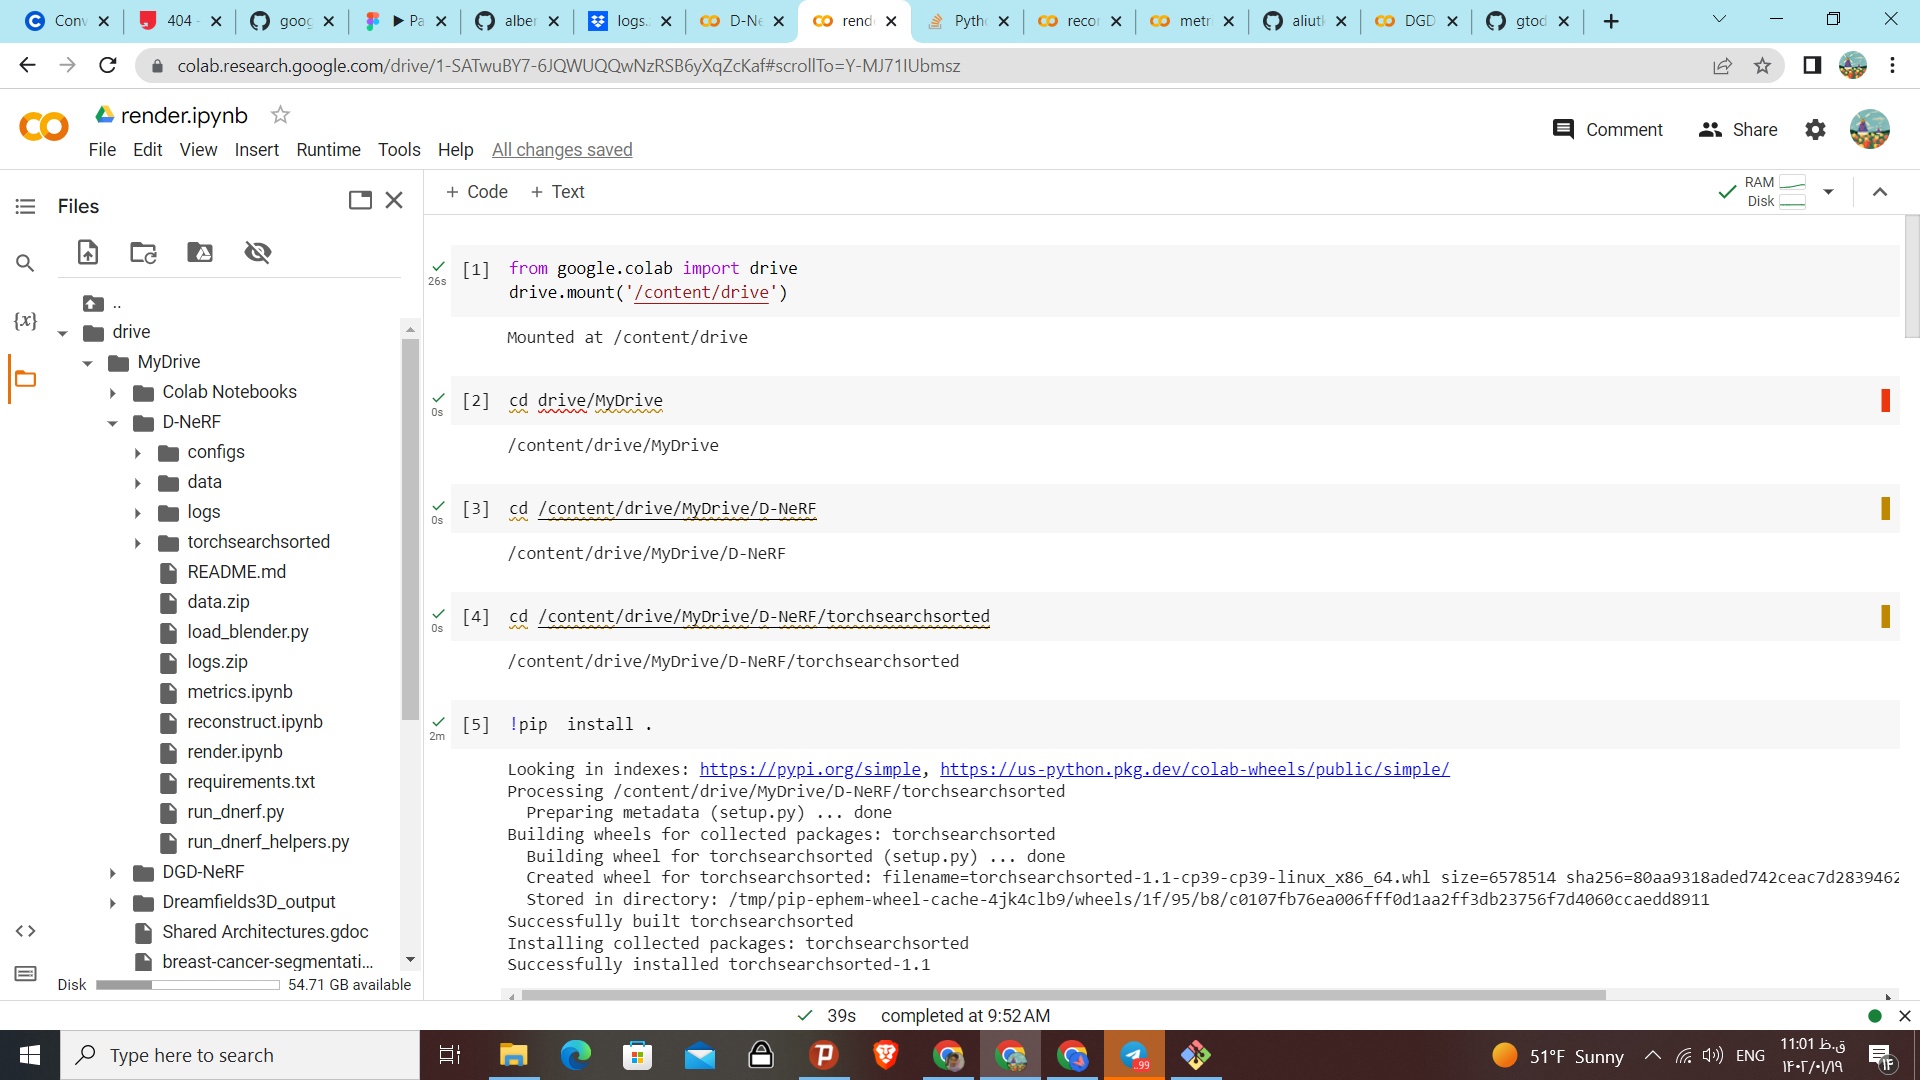 Conv
404 -
goog
▶ Pa
alber
logs.
D-Ne
rende
Pytho
recon
metri
aliutk
DGD
gtod
colab.research.google.com/drive/1-SATwuBY7-6JQWUQQwNzRSB6yXqZcKaf#scrollTo=Y-MJ71IUbmsz
render.ipynb
File Edit View Insert Runtime Tools Help All changes saved
Comment Share
Files
+ Code + Text
RAM
Disk
..
drive
MyDrive
Colab Notebooks
D-NeRF
configs
data
logs
torchsearchsorted
README.md
data.zip
load_blender.py
logs.zip
metrics.ipynb
reconstruct.ipynb
render.ipynb
requirements.txt
run_dnerf.py
run_dnerf_helpers.py
DGD-NeRF
Dreamfields3D_output
Shared Architectures.gdoc
breast-cancer-segmentati...
Disk 54.71 GB available
26s
[1] from google.colab import drive
drive.mount('/content/drive')
Mounted at /content/drive
0s
[2] cd drive/MyDrive
/content/drive/MyDrive
0s
[3] cd /content/drive/MyDrive/D-NeRF
/content/drive/MyDrive/D-NeRF
0s
[4] cd /content/drive/MyDrive/D-NeRF/torchsearchsorted
/content/drive/MyDrive/D-NeRF/torchsearchsorted
2m
[5] !pip  install .
Looking in indexes: https://pypi.org/simple, https://us-python.pkg.dev/colab-wheels/public/simple/
Processing /content/drive/MyDrive/D-NeRF/torchsearchsorted
Preparing metadata (setup.py) ... done
Building wheels for collected packages: torchsearchsorted
Building wheel for torchsearchsorted (setup.py) ... done
Created wheel for torchsearchsorted: filename=torchsearchsorted-1.1-cp39-cp39-linux_x86_64.whl size=6578514 sha256=80aa9318aded742ceac7d2839462
Stored in directory: /tmp/pip-ephem-wheel-cache-4jk4clb9/wheels/1f/95/b8/c0107fb76ea006fff0d1aa2ff3db23756f7d4060ccaedd8911
Successfully built torchsearchsorted
Installing collected packages: torchsearchsorted
Successfully installed torchsearchsorted-1.1
39s completed at 9:52 AM
Type here to search
..99
51°F Sunny
ENG
11:01 ق.ظ
۱۴۰۲/۰۱/۱۹
۱۴